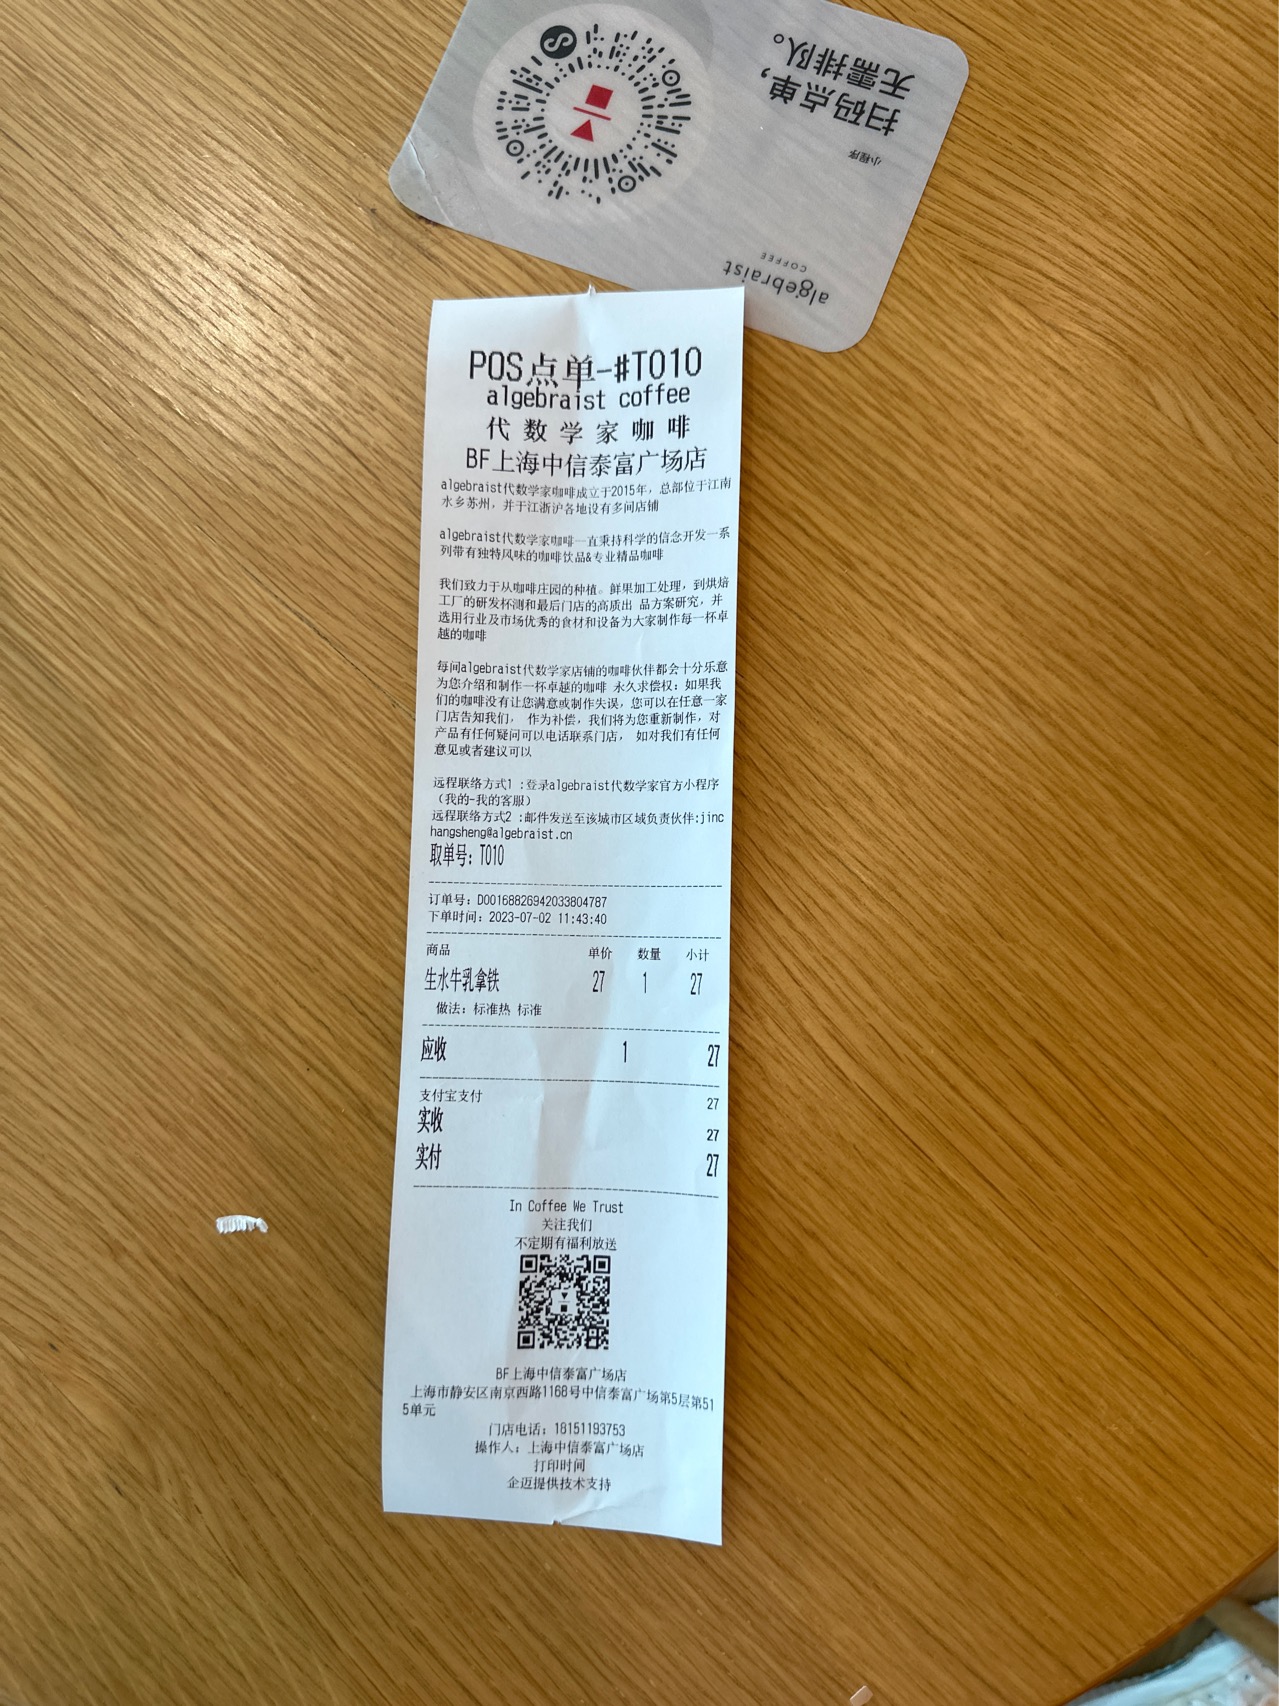 扫码点单，
无需排队。
小程序
algebraist
COFFEE
POS点单-#T010
algebraist coffee
代数学家咖啡
BF上海中信泰富广场店
algebraist代数学家咖啡成立于2015年，总部位于江南
水乡苏州，并于江浙沪各地设有多间店铺
algebraist代数学家咖啡一直秉持科学的信念开发一系
列带有独特风味的咖啡饮品&专业精品咖啡
我们致力于从咖啡庄园的种植。鲜果加工处理，到烘焙
工厂的研发杯测和最后门店的高质出 品方案研究，并
选用行业及市场优秀的食材和设备为大家制作每一杯卓
越的咖啡
每间algebraist代数学家店铺的咖啡伙伴都会十分乐意
为您介绍和制作一杯卓越的咖啡 永久求偿权：如果我
们的咖啡没有让您满意或制作失误，您可以在任意一家
门店告知我们， 作为补偿，我们将为您重新制作，对
产品有任何疑问可以电话联系门店， 如对我们有任何
意见或者建议可以
远程联络方式1 :登录algebraist代数学家官方小程序
（我的-我的客服）
远程联络方式2 :邮件发送至该城市区域负责伙伴:jinc
hangsheng@algebraist.cn
取单号：T010
订单号：D00168826942033804787
下单时间：2023-07-02 11:43:40
商品 单价 数量 小计
生水牛乳拿铁 27 1 27
做法：标准热 标准
应收 1 27
支付宝支付 27
实收 27
实付 27
In Coffee We Trust
关注我们
不定期有福利放送
BF上海中信泰富广场店
上海市静安区南京西路1168号中信泰富广场第5层第51
5单元
门店电话：18151193753
操作人：上海中信泰富广场店
打印时间
企迈提供技术支持